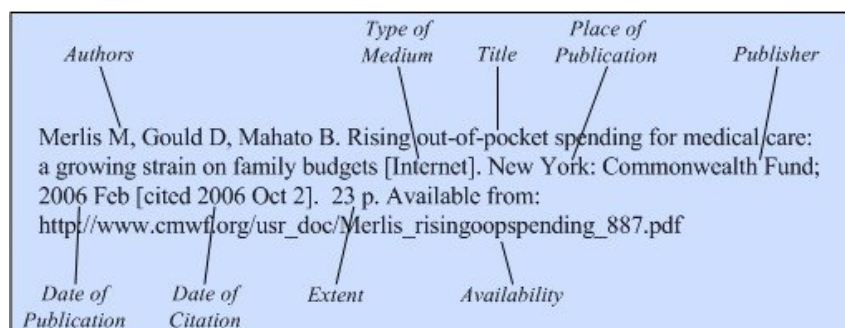 Authors Type of Medium Title Place of Publication Publisher
Merlis M, Gould D, Mahato B. Rising out-of-pocket spending for medical care:
a growing strain on family budgets [Internet]. New York: Commonwealth Fund;
2006 Feb [cited 2006 Oct 2].  23 p. Available from:
http://www.cmwf.org/usr_doc/Merlis_risingoopspending_887.pdf
Date of Publication Date of Citation Extent Availability